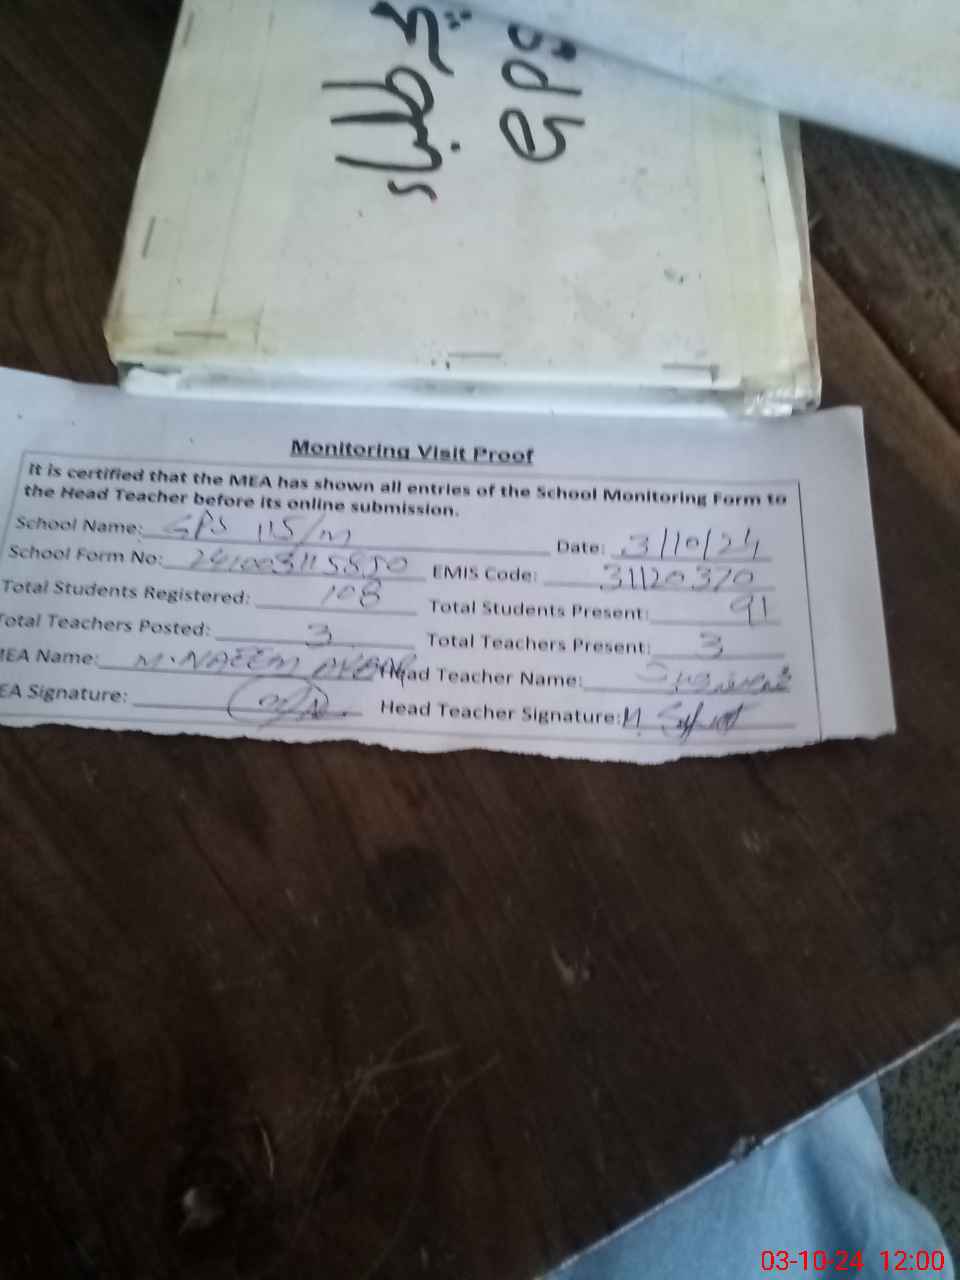 Monitoring Visit Proof
It is certified that the MEA has shown all entries of the School Monitoring Form to
the Head Teacher before its online submission.
School Name: GPS 115/M Date: 3/10/24
School Form No: EMIS Code: 31120370
Total Students Registered: 108 Total Students Present: 91
Total Teachers Posted: 3 Total Teachers Present: 3
MEA Name: M. NAEEM AKBAR Head Teacher Name:
EA Signature: Head Teacher Signature:
03-10-24 12:00